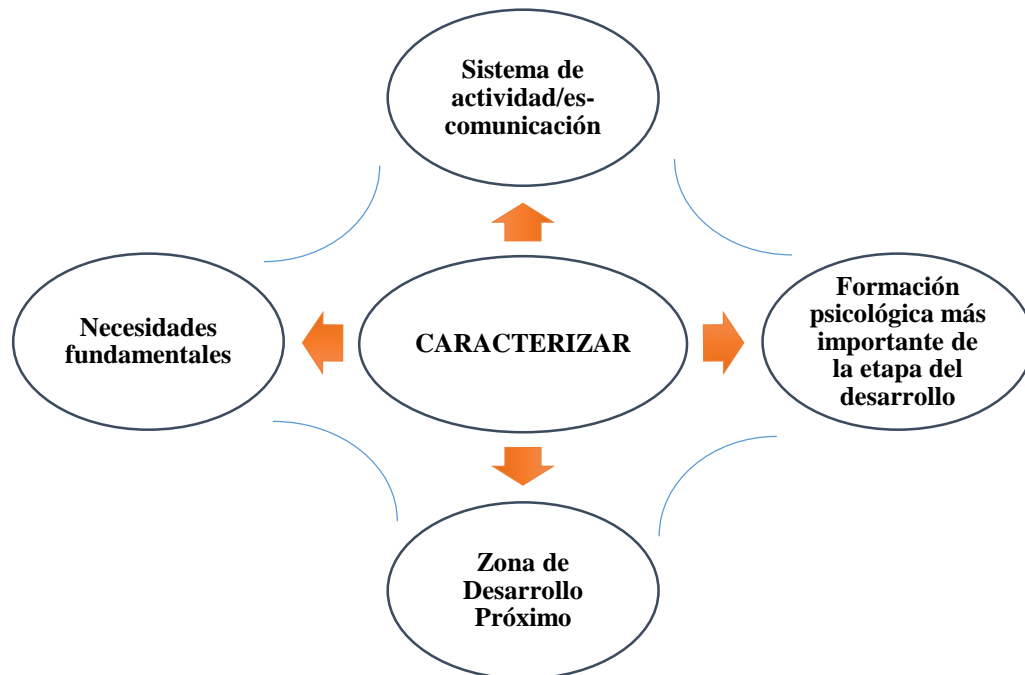 Sistema de
actividad/es-
comunicación
Necesidades
fundamentales
CARACTERIZAR
Formación
psicológica más
importante de
la etapa del
desarrollo
Zona de
Desarrollo
Próximo